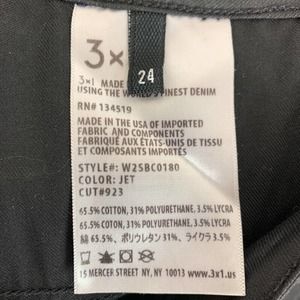 3×
24
3×1 MADE
USING THE WORLD'S FINEST DENIM
RN# 134519
MADE IN THE USA OF IMPORTED
FABRIC AND COMPONENTS
FABRIQUÉ AUX ÉTATS-UNIS DE TISSU
ET COMPOSANTS IMPORTÉS
STYLE#: W2SBC0180
COLOR: JET
CUT#923
65.5% COTTON, 31% POLYURETHANE, 3.5% LYCRA
65.5% COTTON, 31% POLYURETHANE, 3.5% LYCRA
綿 65.5%、ポリウレタン 31%、ライクラ 3.5%
15 MERCER STREET NY, NY 10013 www.3x1.us